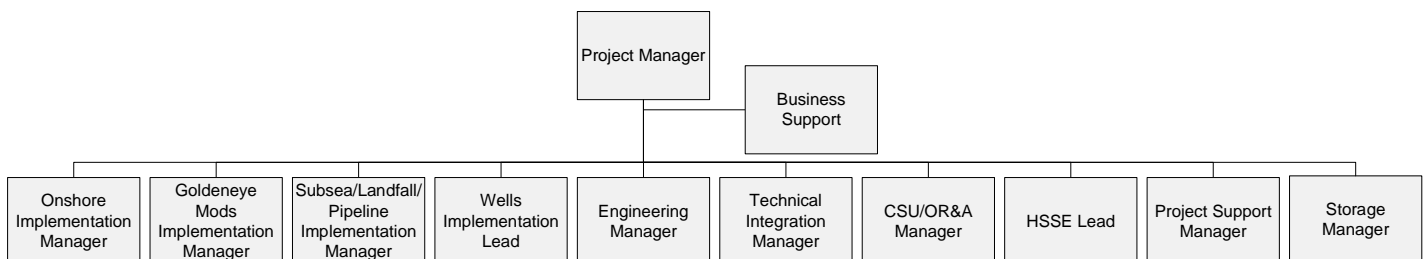 Project Manager
Business
Support
Onshore
Implementation
Manager
Goldeneye
Mods
Implementation
Manager
Subsea/Landfall/
Pipeline
Implementation
Manager
Wells
Implementation
Lead
Engineering
Manager
Technical
Integration
Manager
CSU/OR&A
Manager
HSSE Lead
Project Support
Manager
Storage
Manager